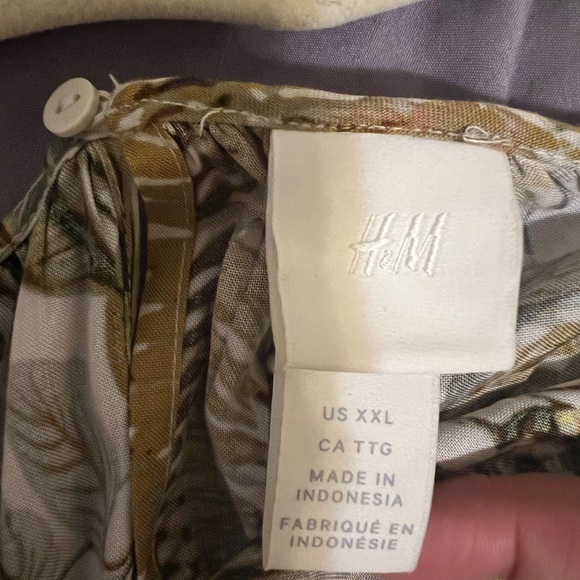 H&M
US XXL
CA TTG
MADE IN
INDONESIA
FABRIQUÉ EN
INDONÉSIE